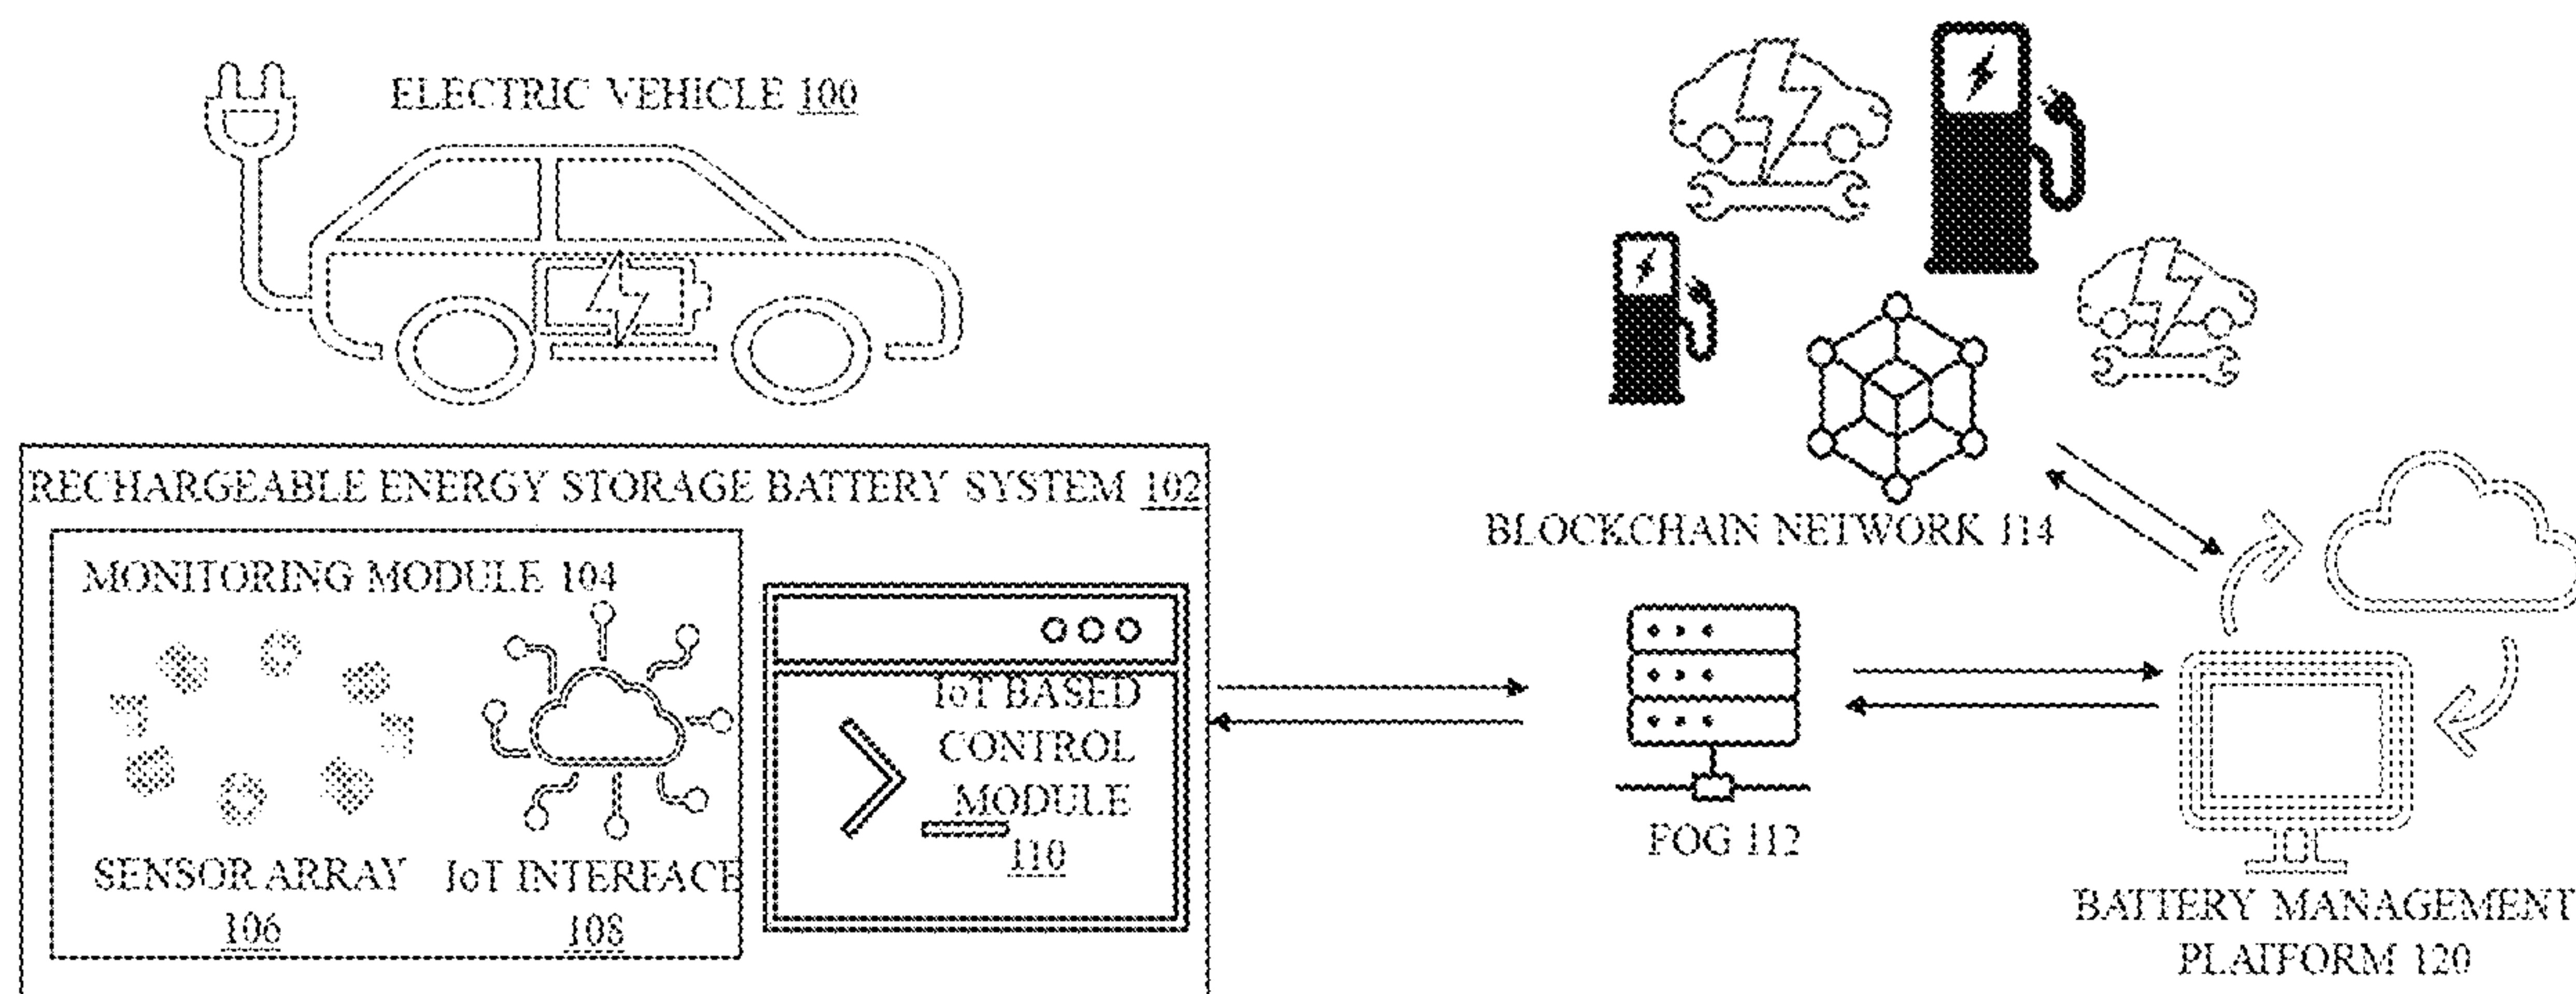 ELECTRIC VEHICLE 100
RECHARGEABLE ENERGY STORAGE BATTERY SYSTEM 102
MONITORING MODULE 104
SENSOR ARRAY
106
IoT INTERFACE
108
IoT BASED
CONTROL
MODULE
110
BLOCKCHAIN NETWORK 114
FOG 112
BATTERY MANAGEMENT
PLATFORM 120